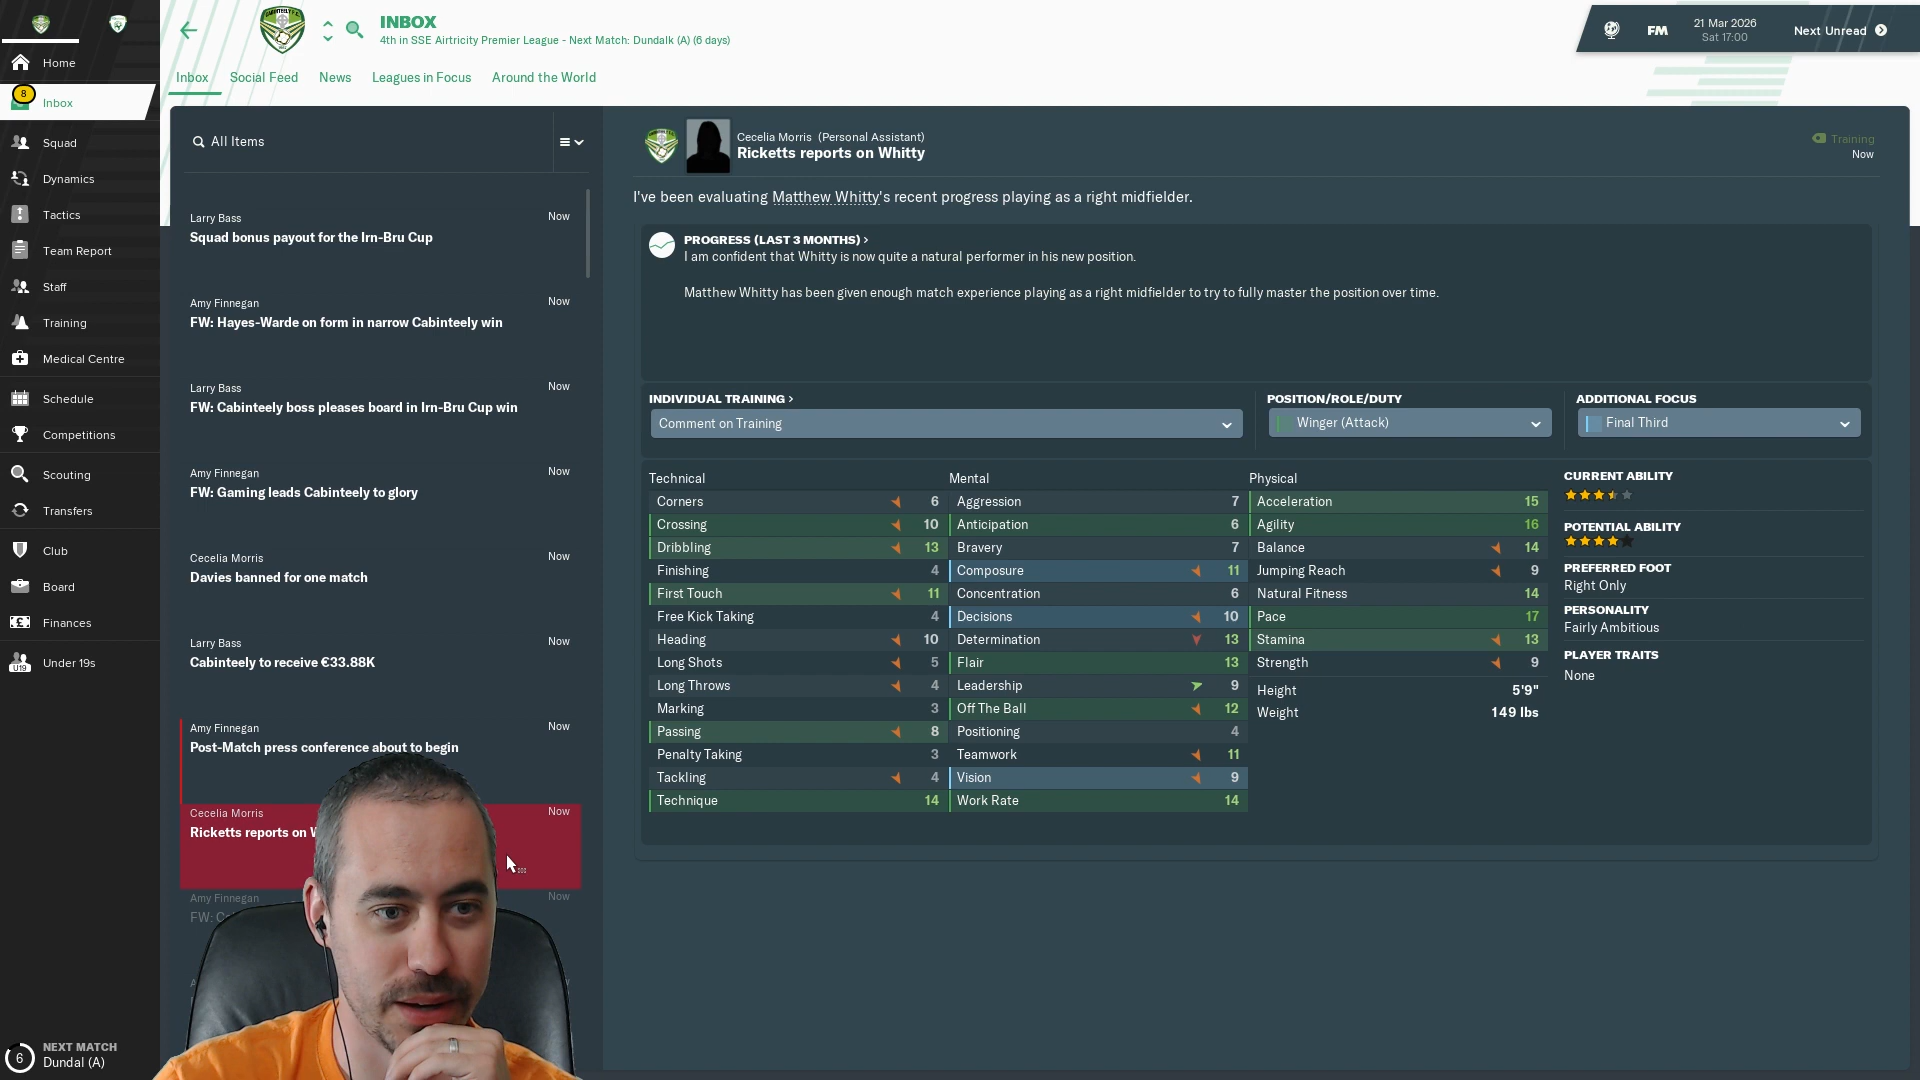 INBOX
4th in SSE Airtricity Premier League - Next Match: Dundalk (A) (6 days)
FM
21 Mar 2026
Sat 17:00
Next Unread
Inbox
Social Feed
News
Leagues in Focus
Around the World
Home
8
Inbox
Squad
Dynamics
Tactics
Team Report
Staff
Training
Medical Centre
Schedule
Competitions
Scouting
Transfers
Club
Board
Finances
U19
Under 19s
6
NEXT MATCH
Dundal (A)
All Items
Larry Bass Now
Squad bonus payout for the Irn-Bru Cup
Amy Finnegan Now
FW: Hayes-Warde on form in narrow Cabinteely win
Larry Bass Now
FW: Cabinteely boss pleases board in Irn-Bru Cup win
Amy Finnegan Now
FW: Gaming leads Cabinteely to glory
Cecelia Morris Now
Davies banned for one match
Larry Bass Now
Cabinteely to receive €33.88K
Amy Finnegan Now
Post-Match press conference about to begin
Cecelia Morris Now
Ricketts reports on
Amy Finnegan Now
FW:
Cecelia Morris (Personal Assistant)
Ricketts reports on Whitty
Training
Now
I've been evaluating Matthew Whitty's recent progress playing as a right midfielder.
PROGRESS (LAST 3 MONTHS) >
I am confident that Whitty is now quite a natural performer in his new position.
Matthew Whitty has been given enough match experience playing as a right midfielder to try to fully master the position over time.
INDIVIDUAL TRAINING >
Comment on Training
POSITION/ROLE/DUTY
Winger (Attack)
ADDITIONAL FOCUS
Final Third
Technical
Corners 6
Crossing 10
Dribbling 13
Finishing 4
First Touch 11
Free Kick Taking 4
Heading 10
Long Shots 5
Long Throws 4
Marking 3
Passing 8
Penalty Taking 3
Tackling 4
Technique 14
Mental
Aggression 7
Anticipation 6
Bravery 7
Composure 11
Concentration 6
Decisions 10
Determination 13
Flair 13
Leadership 9
Off The Ball 12
Positioning 4
Teamwork 11
Vision 9
Work Rate 14
Physical
Acceleration 15
Agility 16
Balance 14
Jumping Reach 9
Natural Fitness 14
Pace 17
Stamina 13
Strength 9
Height 5'9"
Weight 149 lbs
CURRENT ABILITY
POTENTIAL ABILITY
PREFERRED FOOT
Right Only
PERSONALITY
Fairly Ambitious
PLAYER TRAITS
None